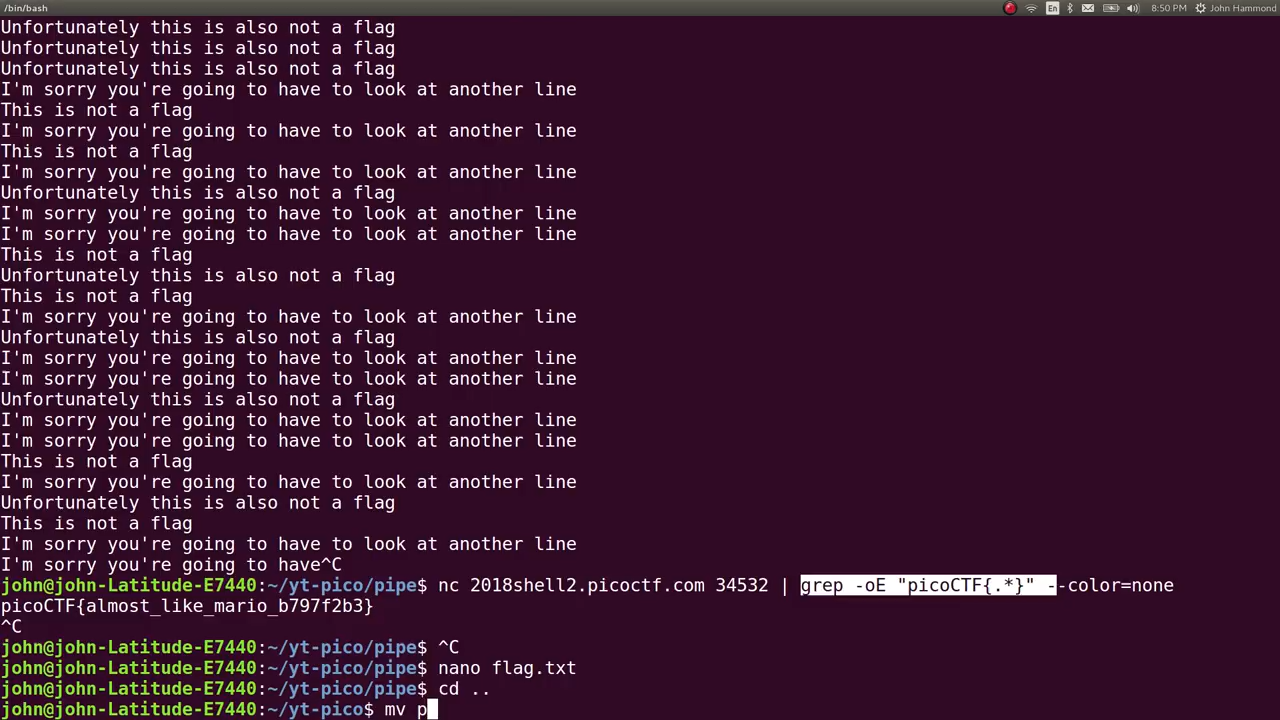 /bin/bash
En
8:50 PM
John Hammond
Unfortunately this is also not a flag
Unfortunately this is also not a flag
Unfortunately this is also not a flag
I'm sorry you're going to have to look at another line
This is not a flag
I'm sorry you're going to have to look at another line
This is not a flag
I'm sorry you're going to have to look at another line
Unfortunately this is also not a flag
I'm sorry you're going to have to look at another line
I'm sorry you're going to have to look at another line
This is not a flag
Unfortunately this is also not a flag
This is not a flag
I'm sorry you're going to have to look at another line
Unfortunately this is also not a flag
I'm sorry you're going to have to look at another line
I'm sorry you're going to have to look at another line
Unfortunately this is also not a flag
I'm sorry you're going to have to look at another line
I'm sorry you're going to have to look at another line
This is not a flag
I'm sorry you're going to have to look at another line
Unfortunately this is also not a flag
This is not a flag
I'm sorry you're going to have to look at another line
I'm sorry you're going to have^C
john@john-Latitude-E7440:~/yt-pico/pipe$ nc 2018shell2.picoctf.com 34532 | grep -oE "picoCTF{.*}" --color=none
picoCTF{almost_like_mario_b797f2b3}
^C
john@john-Latitude-E7440:~/yt-pico/pipe$ ^C
john@john-Latitude-E7440:~/yt-pico/pipe$ nano flag.txt
john@john-Latitude-E7440:~/yt-pico/pipe$ cd ..
john@john-Latitude-E7440:~/yt-pico$ mv p